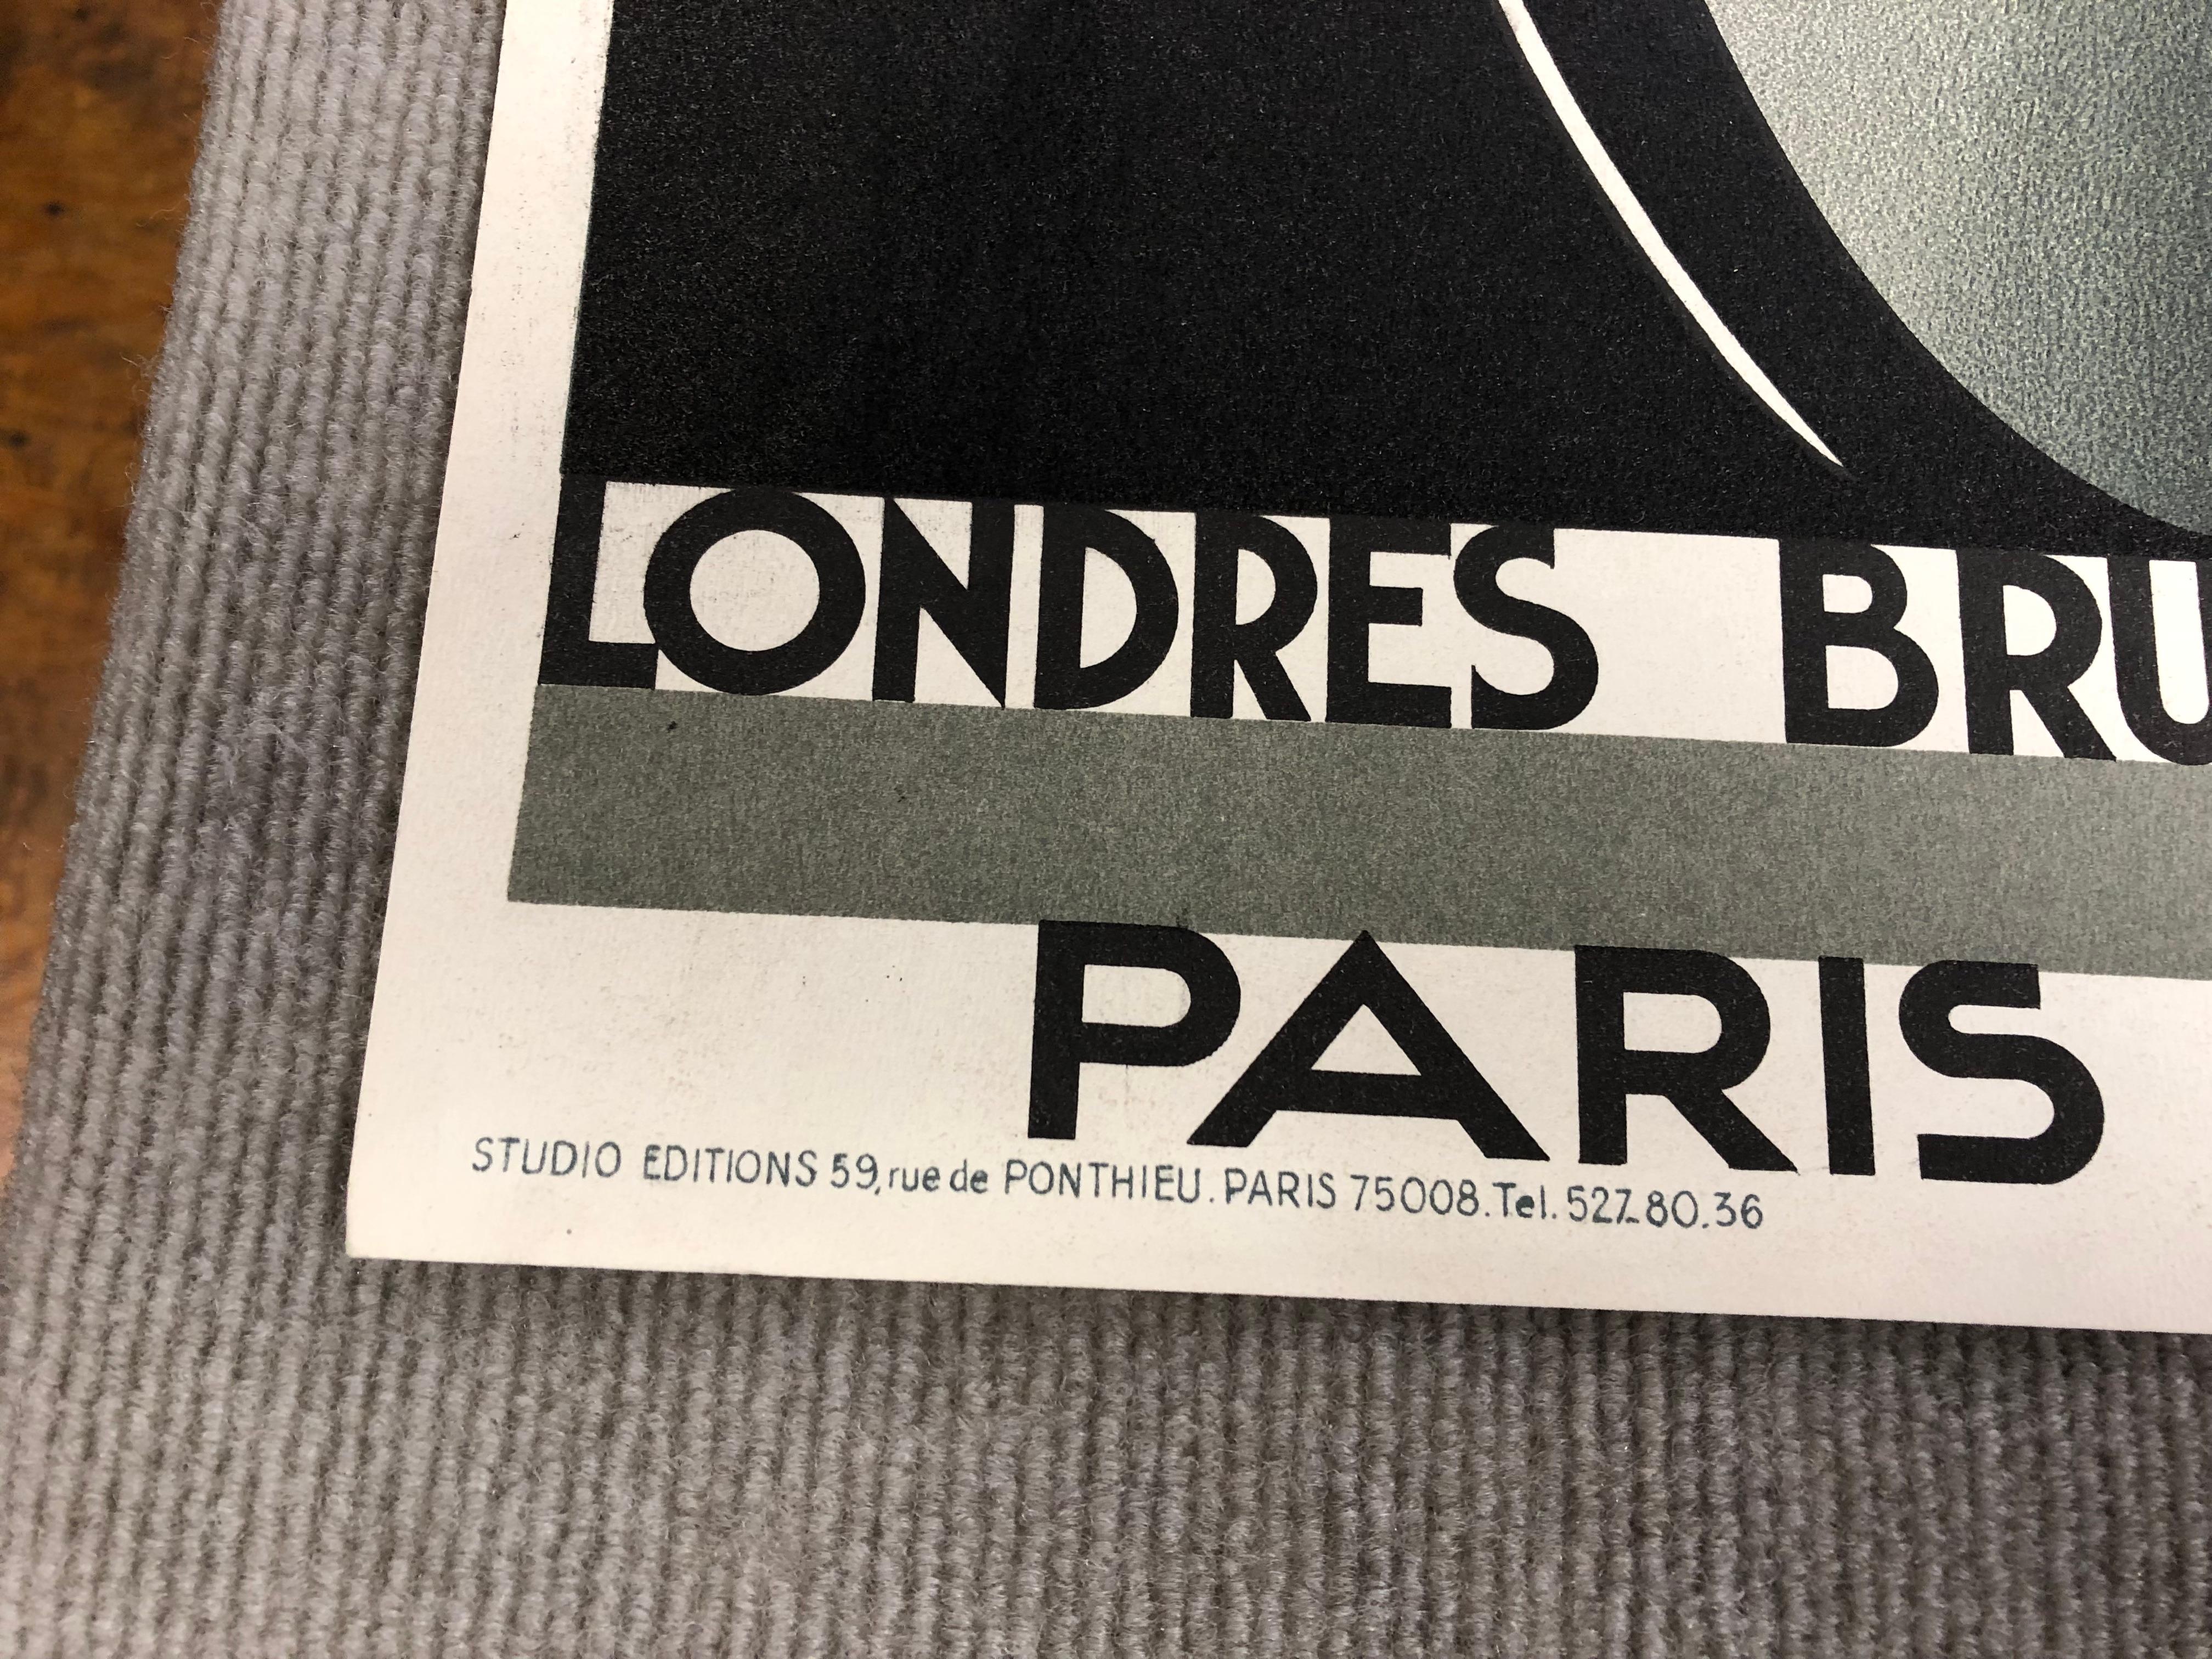 LONDRES BRU
PARIS
STUDIO EDITIONS 59, rue de PONTHIEU. PARIS 75008. Tel. 527.80.36